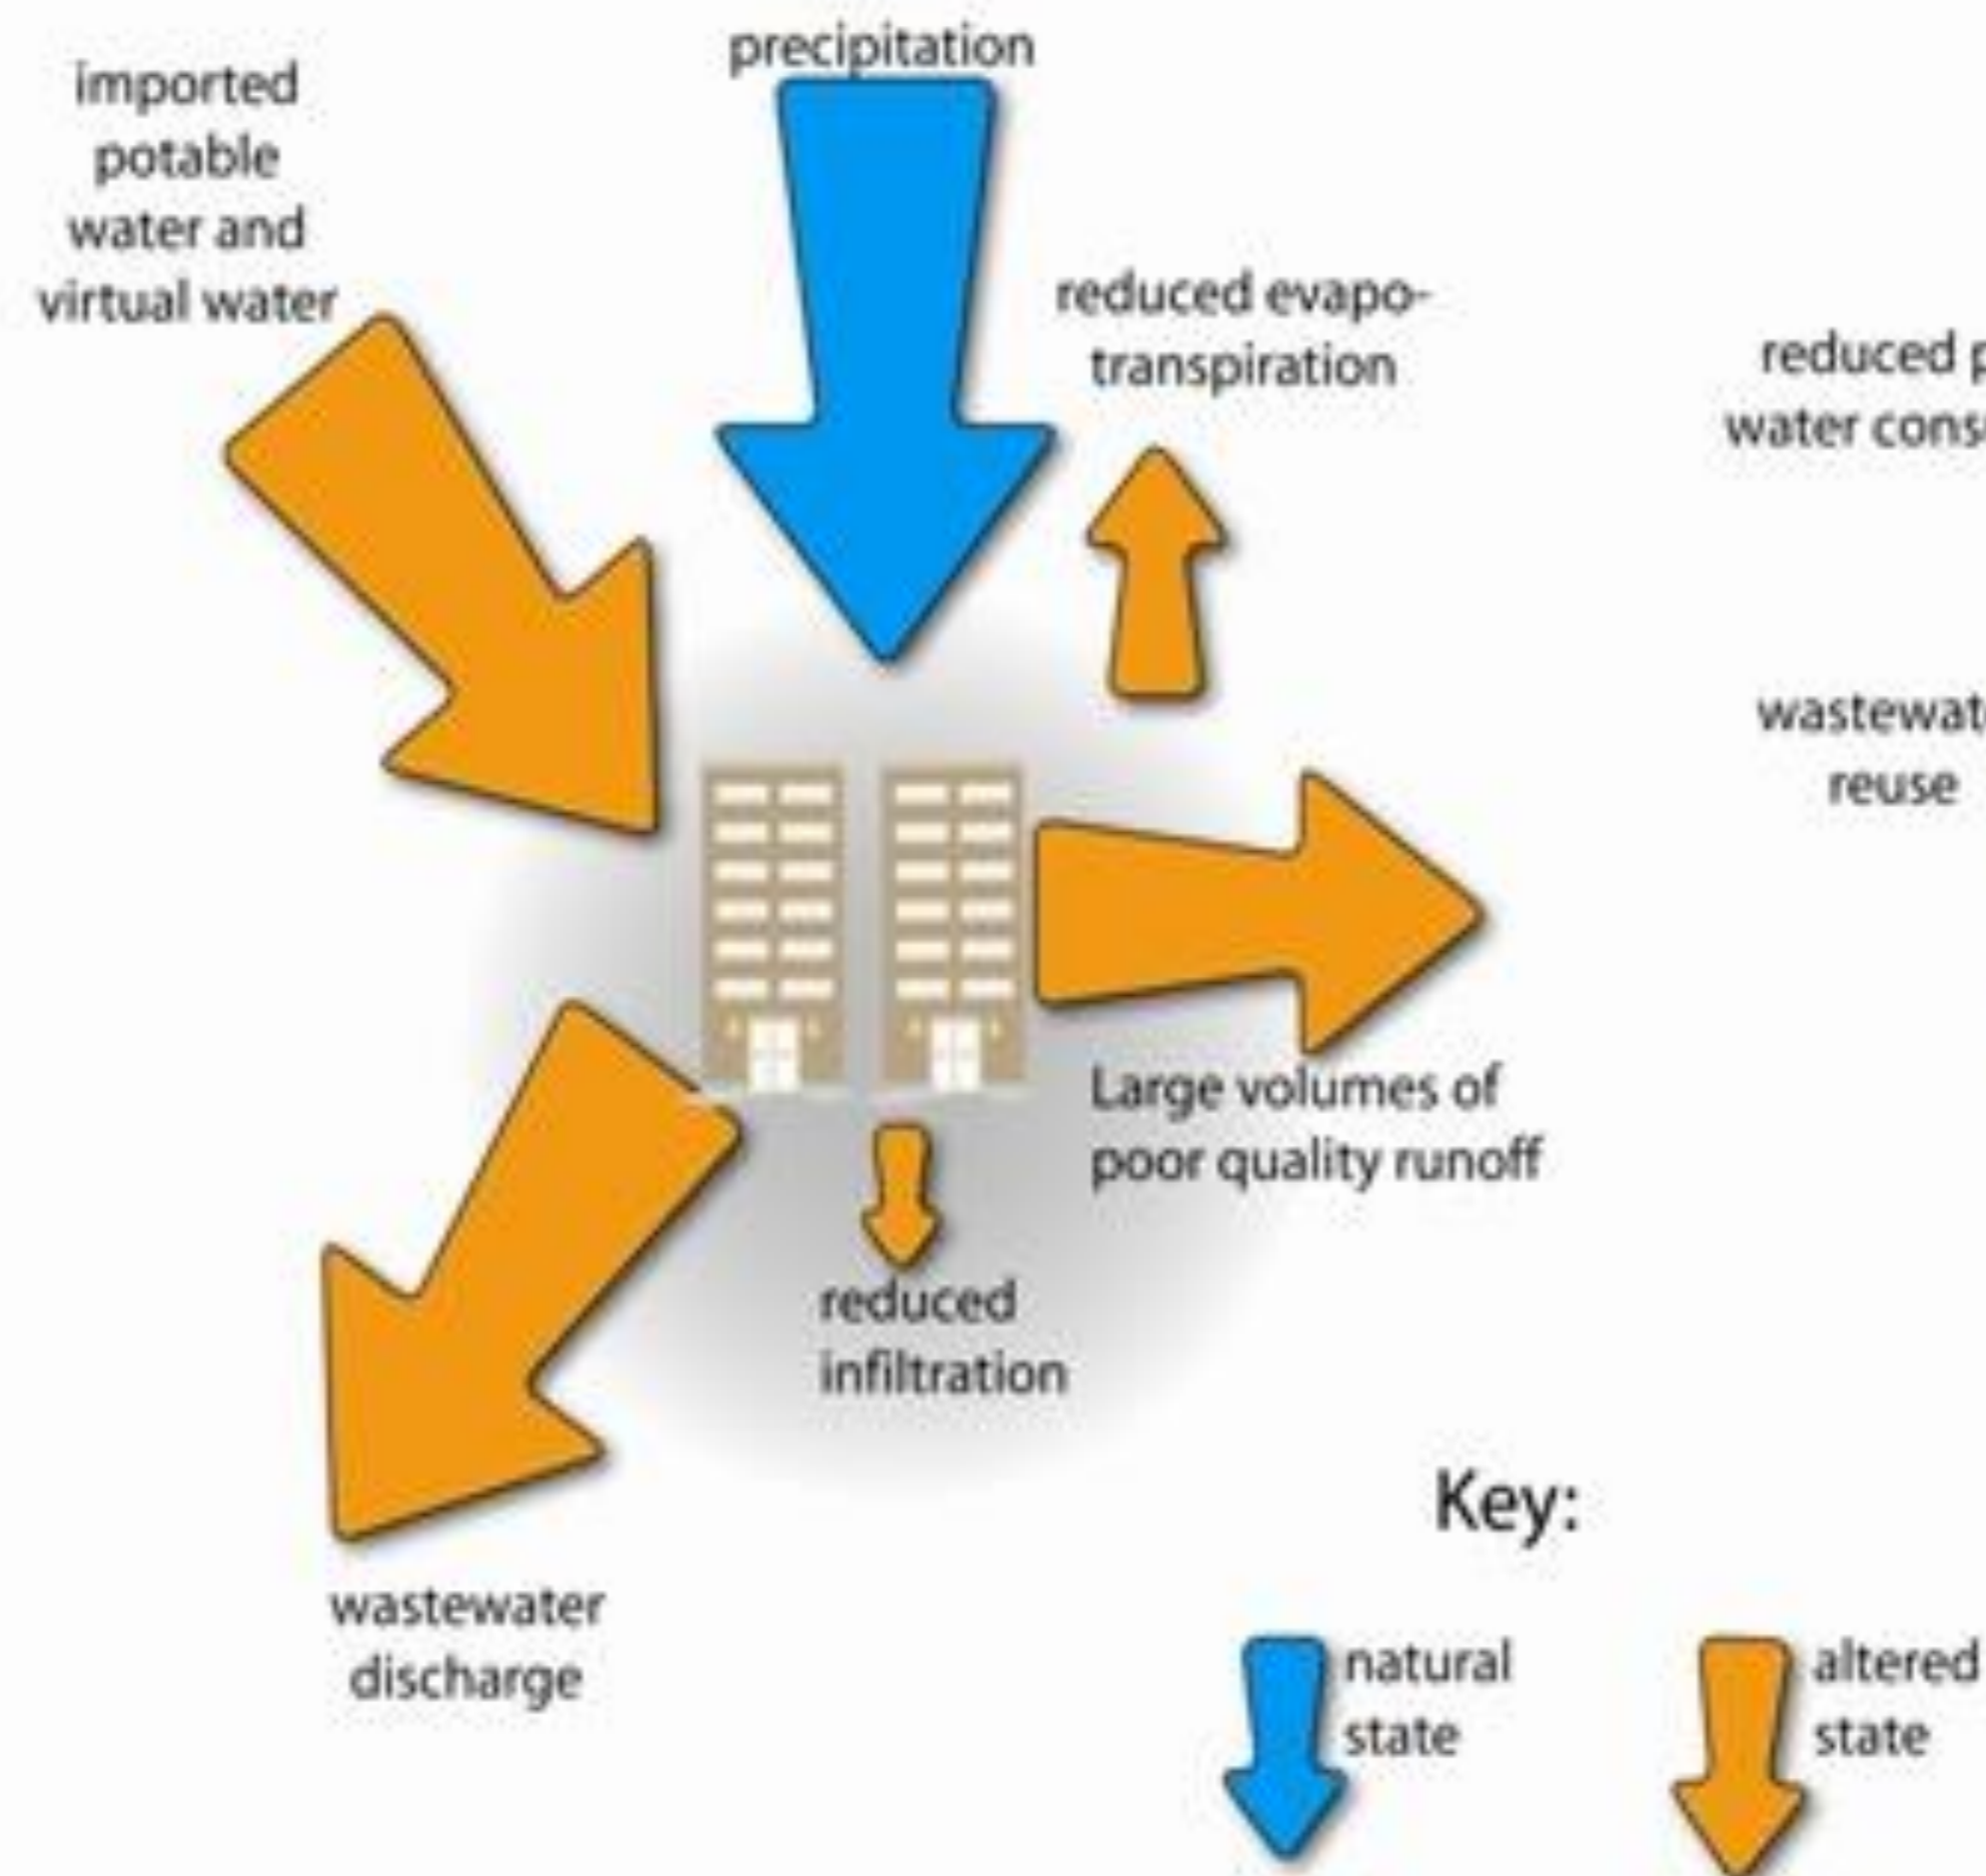 precipitation
imported
potable
water and
virtual water
reduced evapo-
transpiration
reduced
water
reuse
Large volumes of
poor quality runoff
reduced
infiltration
wastewater
discharge
Key:
natural
state
altered
state